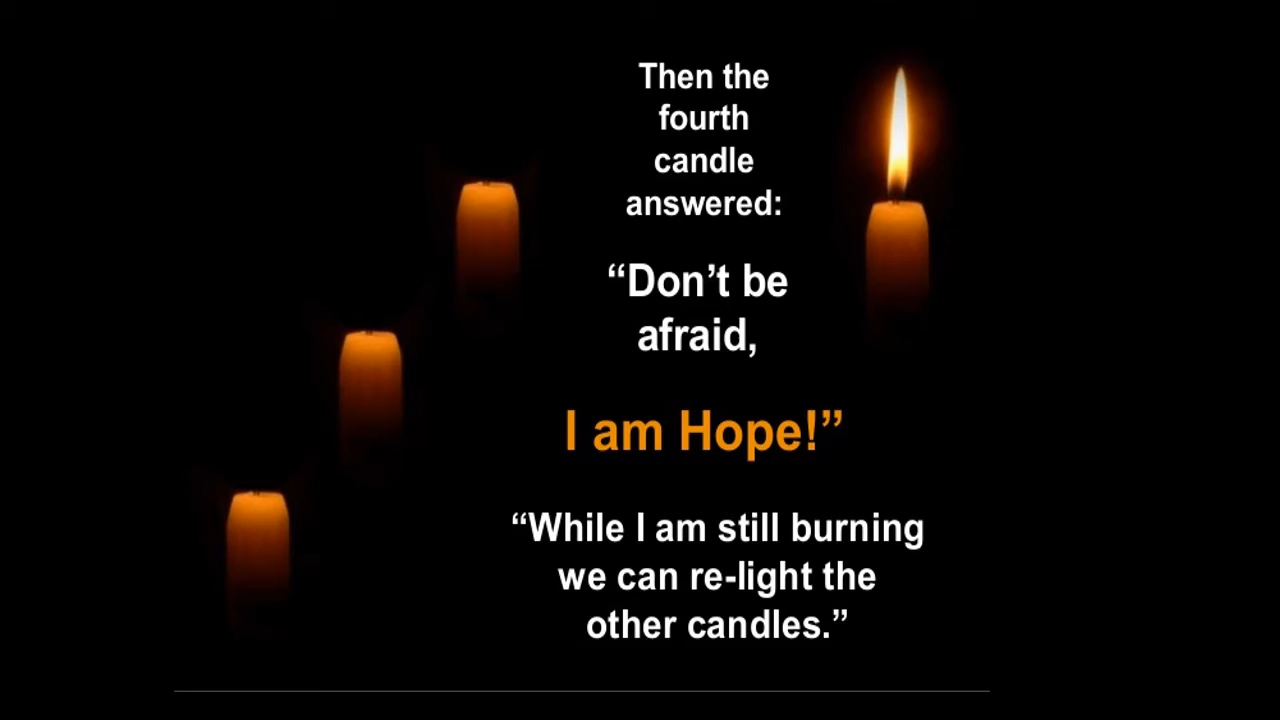 Then the
fourth
candle
answered:
“Don’t be
afraid,
I am Hope!”
“While I am still burning
we can re-light the
other candles.”